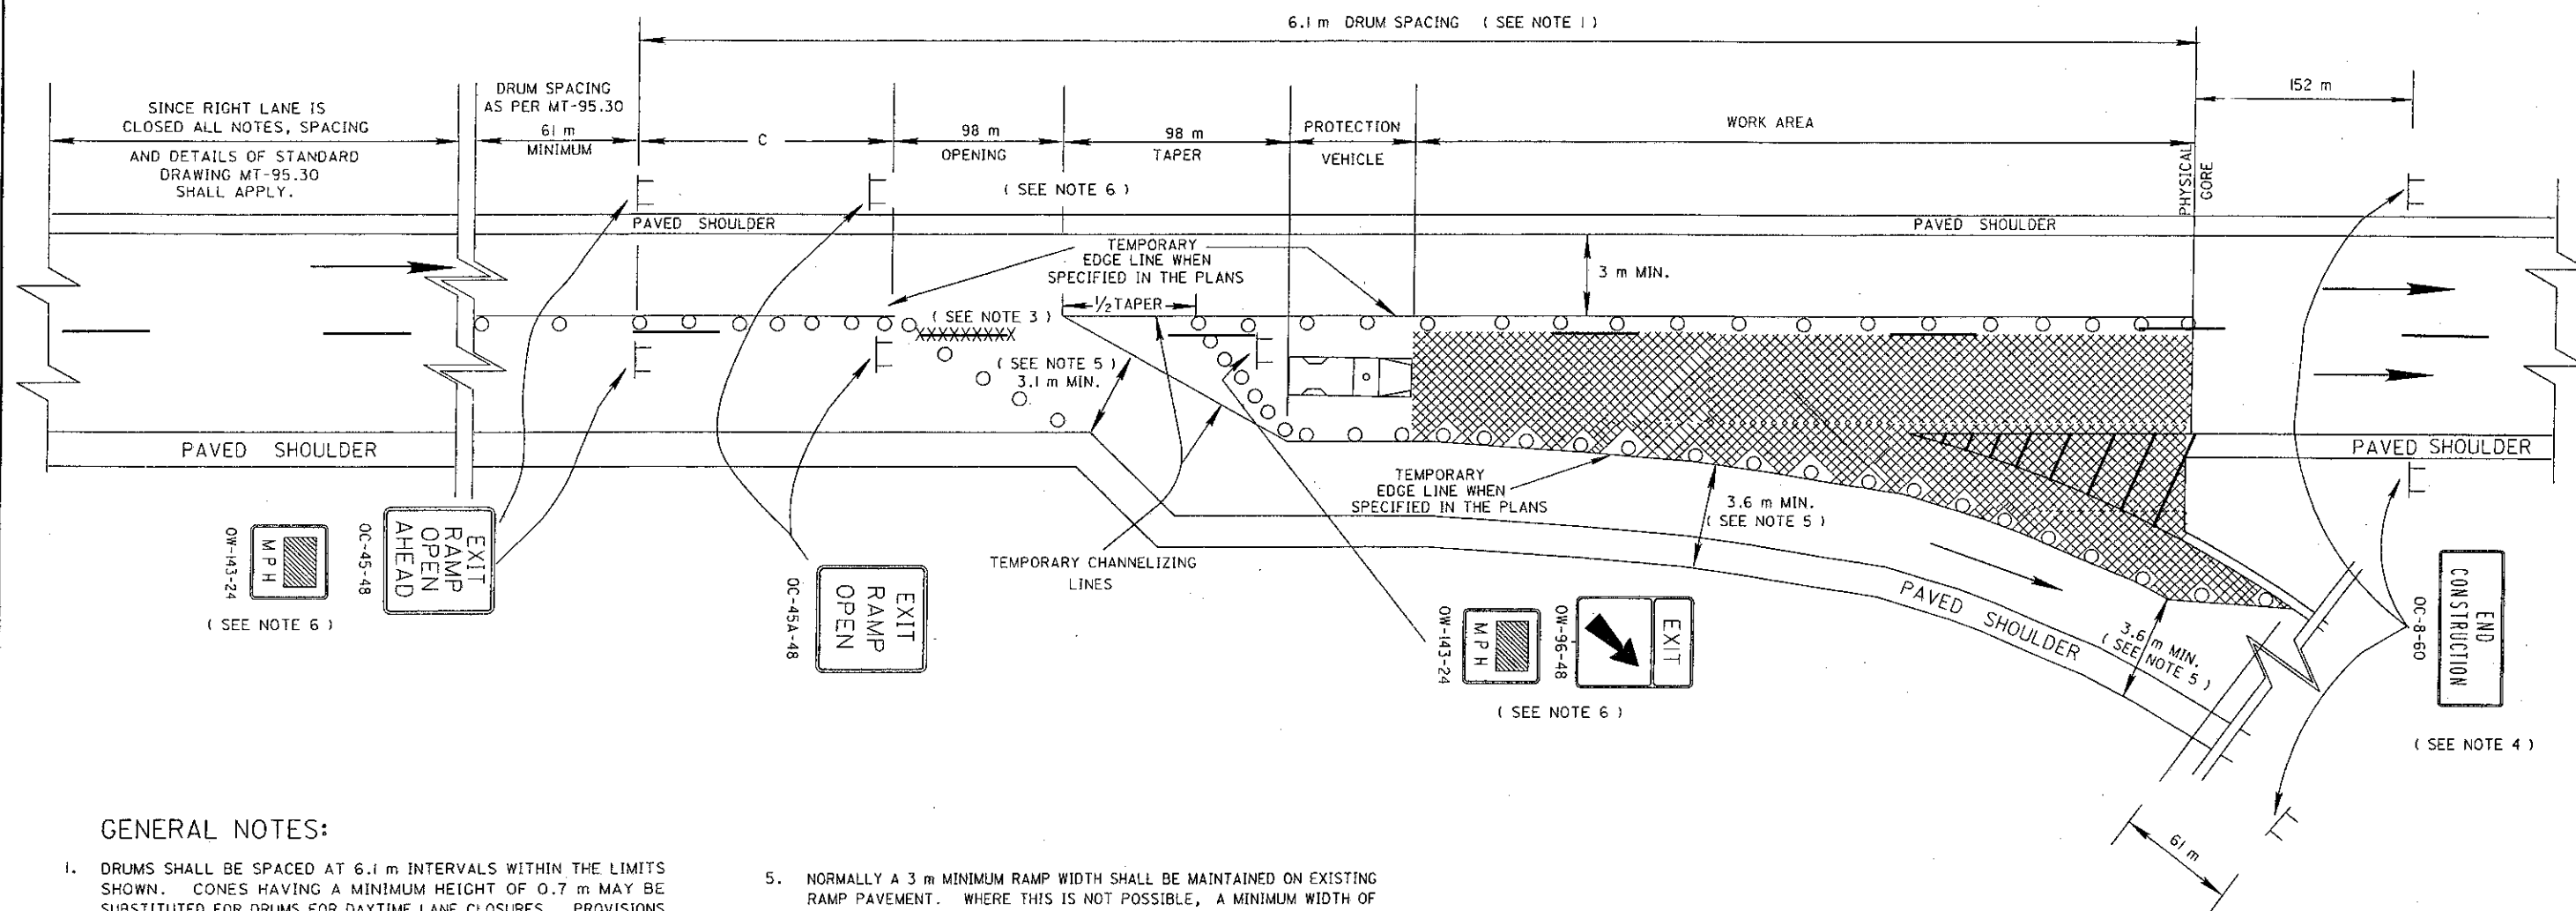 6.1 m DRUM SPACING ( SEE NOTE 1 )
152 m
SINCE RIGHT LANE IS
CLOSED ALL NOTES, SPACING
AND DETAILS OF STANDARD
DRAWING MT-95.30
SHALL APPLY.
DRUM SPACING
AS PER MT-95.30
61 m
MINIMUM
C
98 m
OPENING
98 m
TAPER
PROTECTION
VEHICLE
WORK AREA
PHYSICAL
GORE
( SEE NOTE 6 )
PAVED SHOULDER
PAVED SHOULDER
TEMPORARY
EDGE LINE WHEN
SPECIFIED IN THE PLANS
3 m MIN.
1/2 TAPER
( SEE NOTE 3 )
XXXXXXXXX
( SEE NOTE 5 )
3.1 m MIN.
PAVED SHOULDER
PAVED SHOULDER
TEMPORARY
EDGE LINE WHEN
SPECIFIED IN THE PLANS
3.6 m MIN.
( SEE NOTE 5 )
TEMPORARY CHANNELIZING
LINES
PAVED SHOULDER
3.6 m MIN.
( SEE NOTE 5 )
MPH
OW-143-24
( SEE NOTE 6 )
EXIT
RAMP
OPEN
AHEAD
OC-45-48
EXIT
RAMP
OPEN
OC-45A-48
MPH
OW-143-24
EXIT
OW-96-48
( SEE NOTE 6 )
END
CONSTRUCTION
OC-8-60
( SEE NOTE 4 )
61 m
GENERAL NOTES:
1. DRUMS SHALL BE SPACED AT 6.1 m INTERVALS WITHIN THE LIMITS
SHOWN. CONES HAVING A MINIMUM HEIGHT OF 0.7 m MAY BE
SUBSTITUTED FOR DRUMS FOR DAYTIME LANE CLOSURES. PROVISIONS
5. NORMALLY A 3 m MINIMUM RAMP WIDTH SHALL BE MAINTAINED ON EXISTING
RAMP PAVEMENT. WHERE THIS IS NOT POSSIBLE, A MINIMUM WIDTH OF